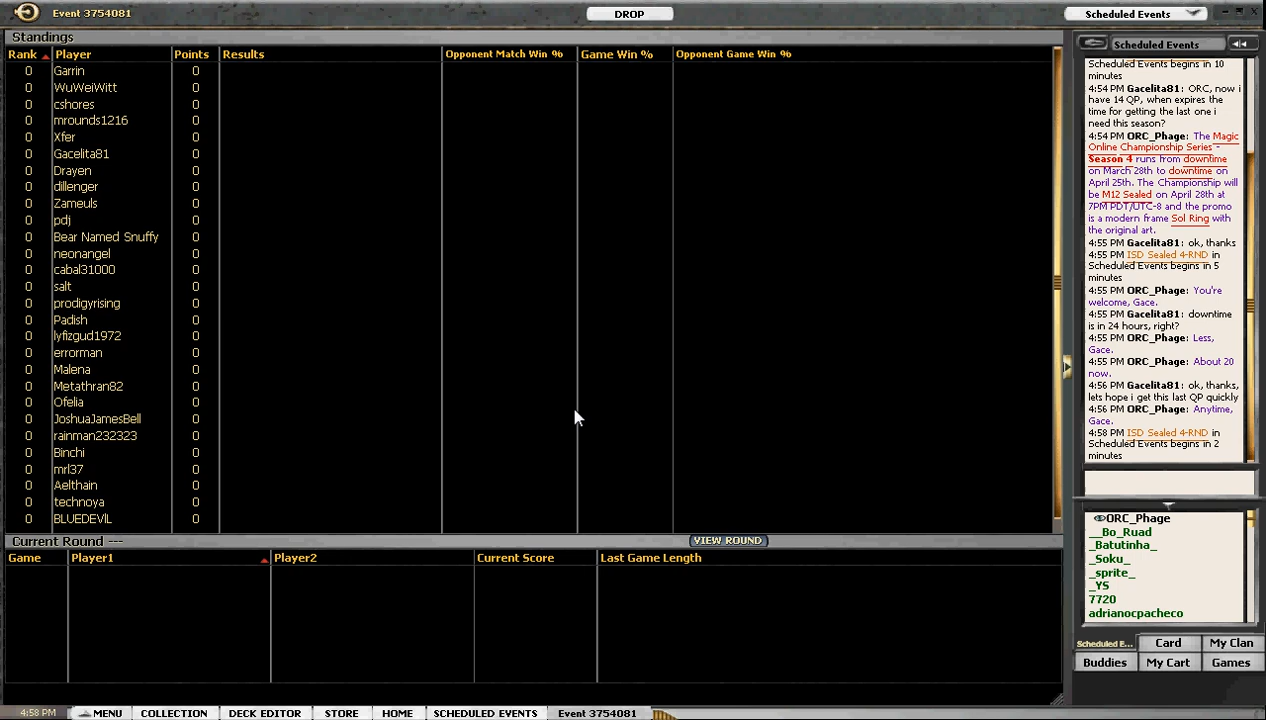 Event 3754081
DROP
Scheduled Events
Standings
Rank Player Points Results Opponent Match Win % Game Win % Opponent Game Win %
0 Garrin 0
0 WuWeiWitt 0
0 cshores 0
0 mrounds1216 0
0 Xfer 0
0 Gacelita81 0
0 Drayen 0
0 dillenger 0
0 Zameuls 0
0 pdj 0
0 Bear Named Snuffy 0
0 neonangel 0
0 cabal31000 0
0 salt 0
0 prodigyrising 0
0 Padish 0
0 lyfizgud1972 0
0 errorman 0
0 Malena 0
0 Metathran82 0
0 Ofelia 0
0 JoshuaJamesBell 0
0 rainman232323 0
0 Binchi 0
0 mrl37 0
0 Aelthain 0
0 technoya 0
0 BLUEDEVIL 0
Current Round ---
VIEW ROUND
Game Player1 Player2 Current Score Last Game Length
Scheduled Events
Scheduled Events begins in 10
minutes
4:54 PM Gacelita81: ORC, now i
have 14 QP, when expires the
time for getting the last one i
need this season?
4:54 PM ORC_Phage: The Magic
Online Championship Series -
Season 4 runs from downtime
on March 28th to downtime on
April 25th. The Championship will
be M12 Sealed on April 28th at
7PM PDT/UTC-8 and the promo
is a modern frame Sol Ring with
the original art.
4:55 PM Gacelita81: ok, thanks
4:55 PM ISD Sealed 4-RND in
Scheduled Events begins in 5
minutes
4:55 PM ORC_Phage: You're
welcome, Gace.
4:55 PM Gacelita81: downtime
is in 24 hours, right?
4:55 PM ORC_Phage: Less,
Gace.
4:55 PM ORC_Phage: About 20
now.
4:56 PM Gacelita81: ok, thanks,
lets hope i get this last QP quickly
4:56 PM ORC_Phage: Anytime,
Gace.
4:58 PM ISD Sealed 4-RND in
Scheduled Events begins in 2
minutes
ORC_Phage
__Bo_Ruad
_Batutinha_
_Soku_
_sprite_
_YS
7720
adrianocpacheco
Scheduled E... Card My Clan
Buddies My Cart Games
4:58 PM MENU COLLECTION DECK EDITOR STORE HOME SCHEDULED EVENTS Event 3754081